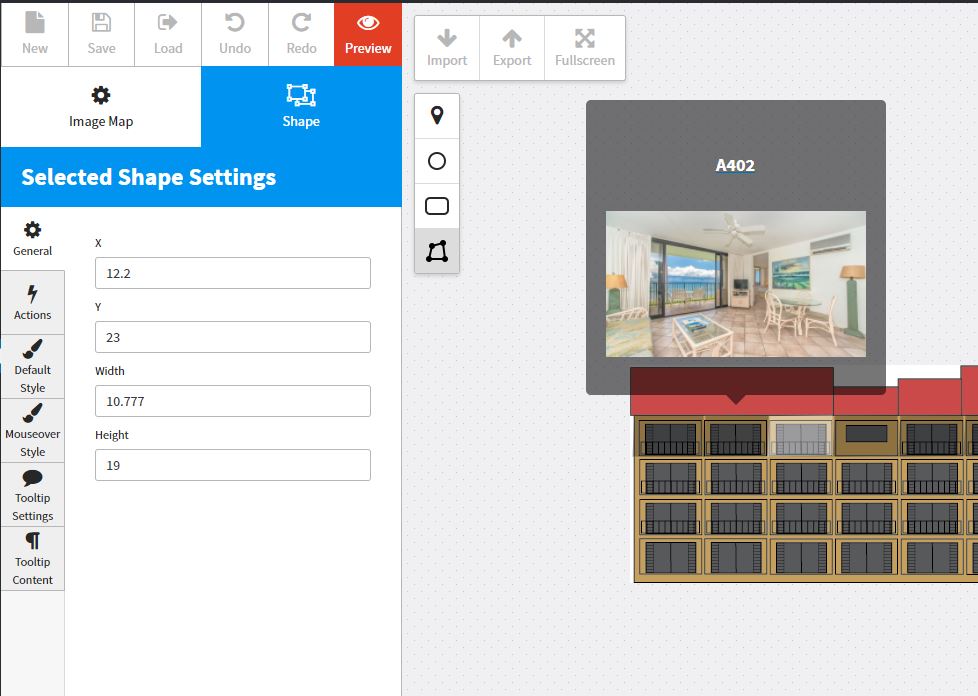 New
Save
Load
Undo
Redo
Preview
Import
Export
Fullscreen
Image Map
Shape
Selected Shape Settings
General
Actions
Default
Style
Mouseover
Style
Tooltip
Settings
Tooltip
Content
X
12.2
Y
23
Width
10.777
Height
19
A402